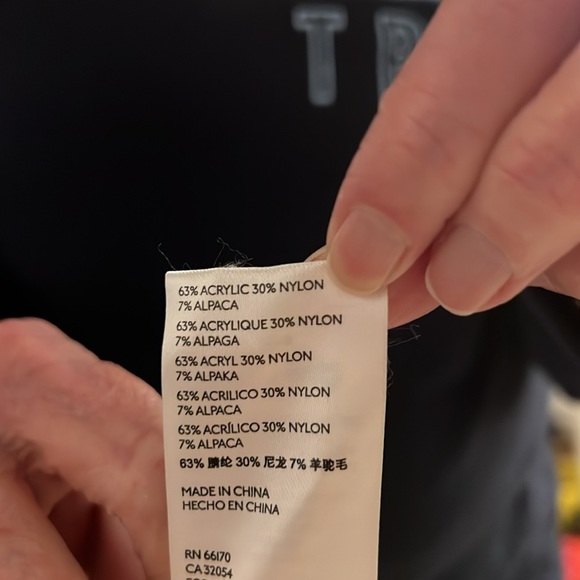 T
63% ACRYLIC 30% NYLON
7% ALPACA
63% ACRYLIQUE 30% NYLON
7% ALPAGA
63% ACRYL 30% NYLON
7% ALPAKA
63% ACRILICO 30% NYLON
7% ALPACA
63% ACRÍLICO 30% NYLON
7% ALPACA
63% 腈纶 30% 尼龙 7% 羊驼毛
MADE IN CHINA
HECHO EN CHINA
RN 66170
CA 32054